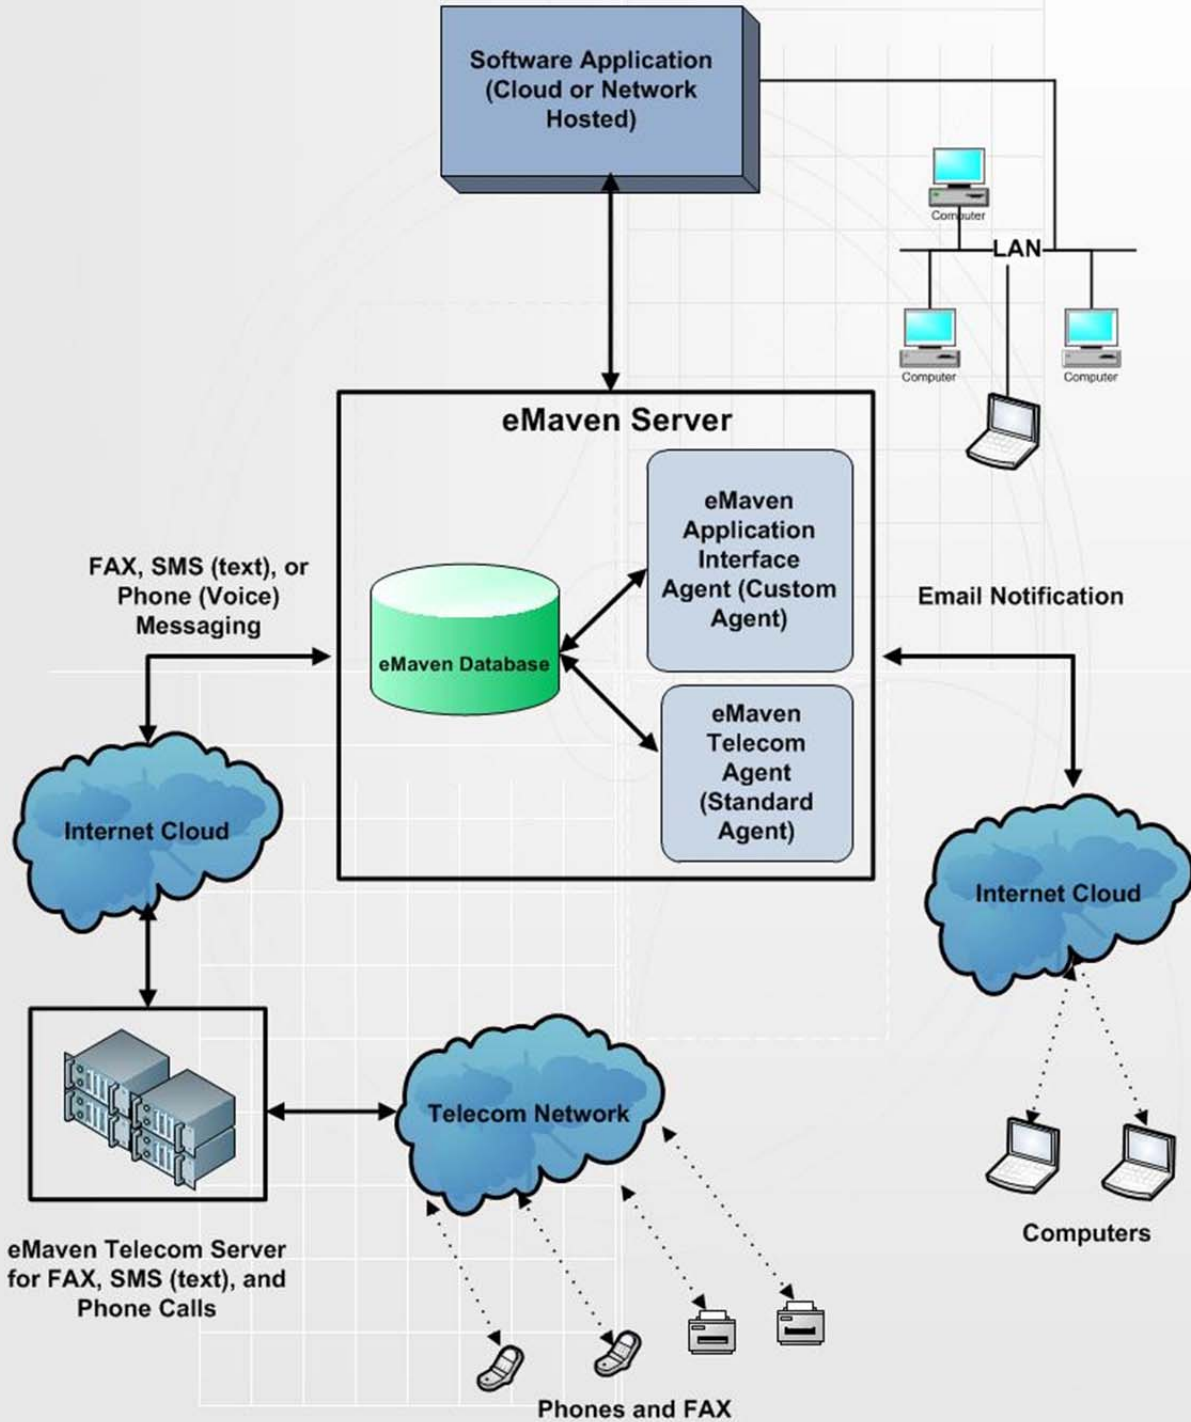 Software Application
(Cloud or Network
Hosted)
Computer
LAN
Computer
Computer
eMaven Server
eMaven
Application
Interface
Agent (Custom
Agent)
FAX, SMS (text), or
Phone (Voice)
Messaging
Email Notification
eMaven Database
eMaven
Telecom
Agent
(Standard
Agent)
Internet Cloud
Internet Cloud
Telecom Network
Computers
eMaven Telecom Server
for FAX, SMS (text), and
Phone Calls
Phones and FAX